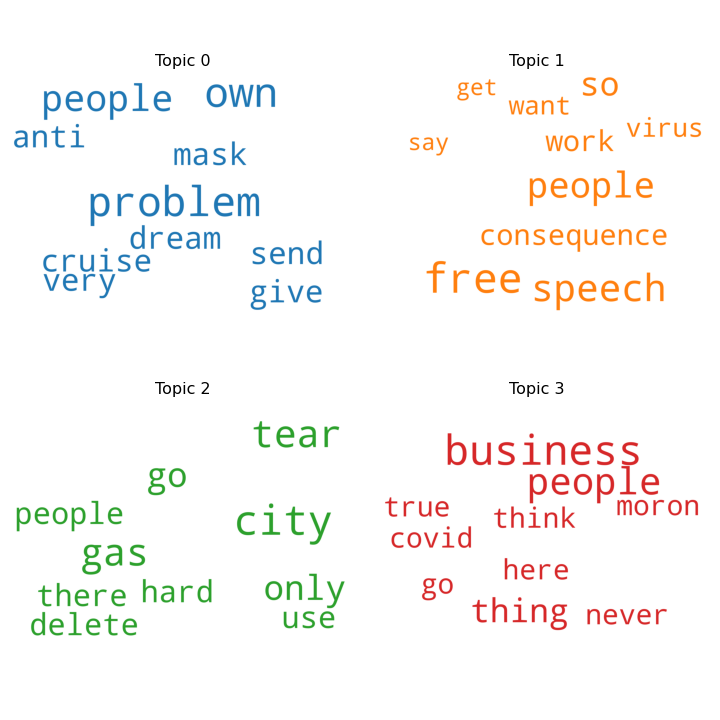 Topic 0
people own
anti
mask
problem
dream
cruise send
very
give
Topic 1
get so
want
say work virus
people
consequence
free speech
Topic 2
tear
go
people city
gas
there hard only
delete use
Topic 3
business
people
true think moron
covid
here
go
thing never